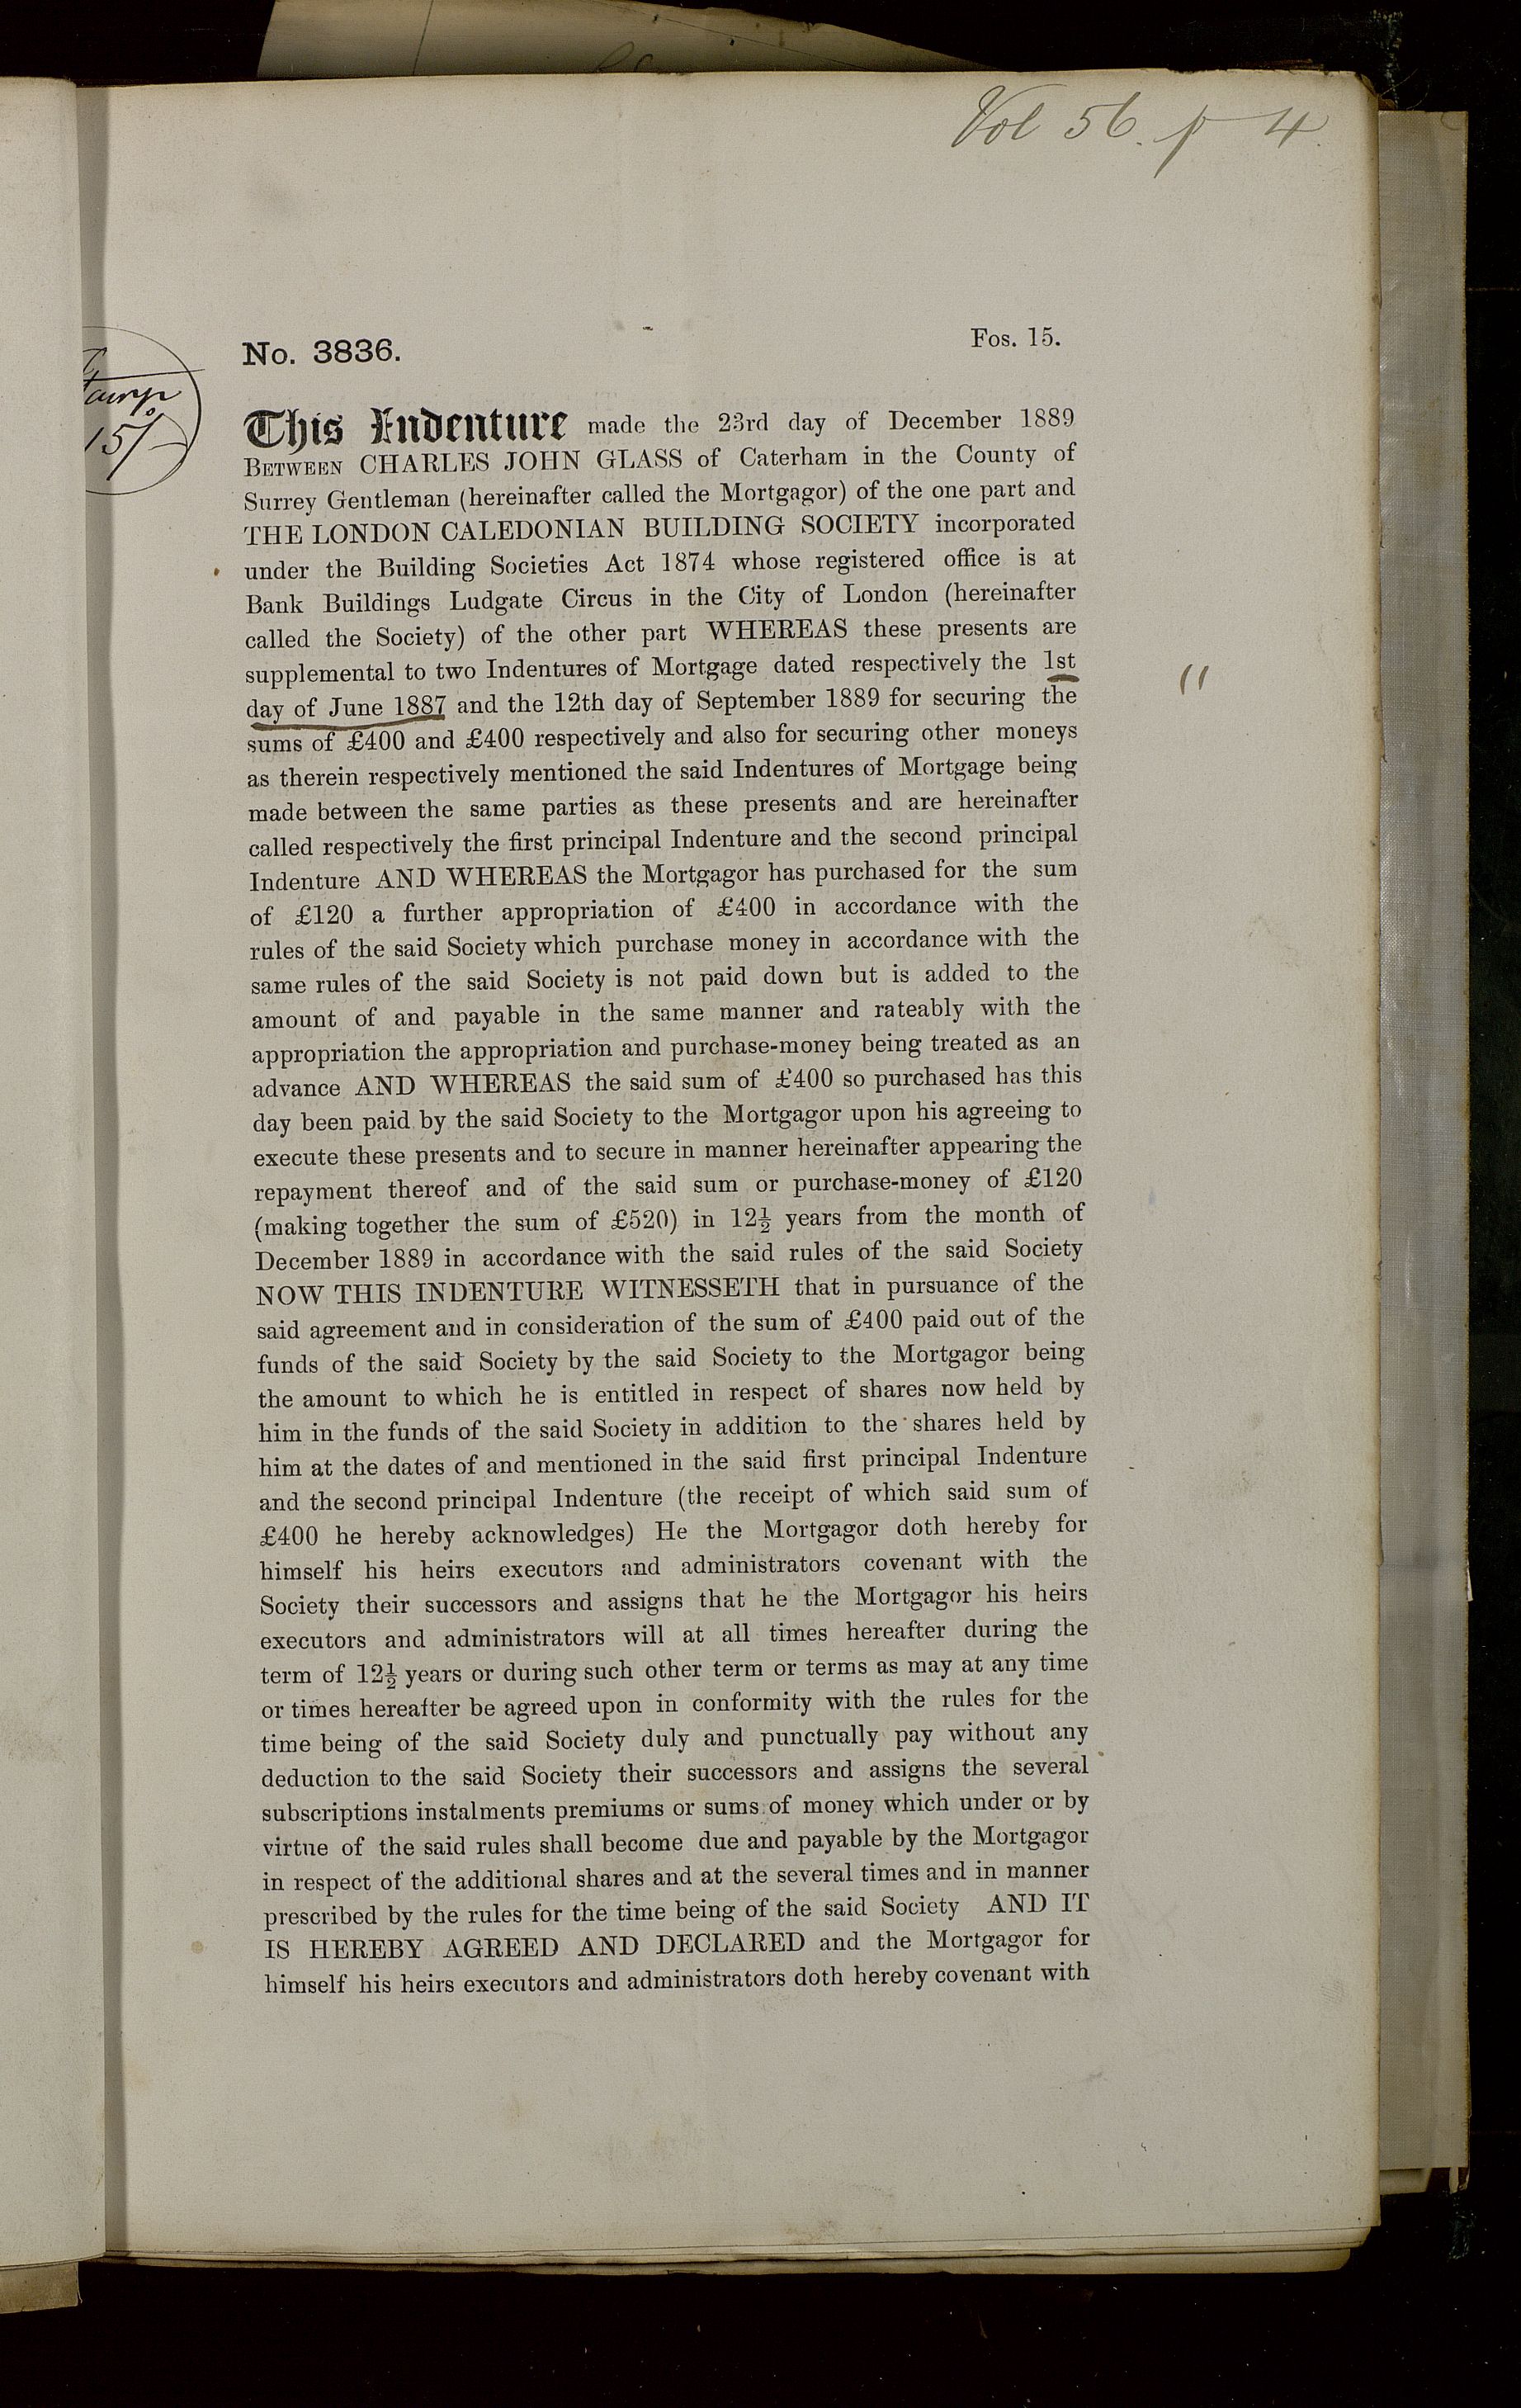 Vol 56. p 4.
No. 3836.
Fos. 15.
Stamp
15/-
This Indenture made the 23rd day of December 1889
BETWEEN CHARLES JOHN GLASS of Caterham in the County of
Surrey Gentleman (hereinafter called the Mortgagor) of the one part and
THE LONDON CALEDONIAN BUILDING SOCIETY incorporated
under the Building Societies Act 1874 whose registered office is at
Bank Buildings Ludgate Circus in the City of London (hereinafter
called the Society) of the other part WHEREAS these presents are
supplemental to two Indentures of Mortgage dated respectively the 1st
day of June 1887 and the 12th day of September 1889 for securing the
sums of £400 and £400 respectively and also for securing other moneys
as therein respectively mentioned the said Indentures of Mortgage being
made between the same parties as these presents and are hereinafter
called respectively the first principal Indenture and the second principal
Indenture AND WHEREAS the Mortgagor has purchased for the sum
of £120 a further appropriation of £400 in accordance with the
rules of the said Society which purchase money in accordance with the
same rules of the said Society is not paid down but is added to the
amount of and payable in the same manner and rateably with the
appropriation the appropriation and purchase-money being treated as an
advance AND WHEREAS the said sum of £400 so purchased has this
day been paid by the said Society to the Mortgagor upon his agreeing to
execute these presents and to secure in manner hereinafter appearing the
repayment thereof and of the said sum or purchase-money of £120
(making together the sum of £520) in 12½ years from the month of
December 1889 in accordance with the said rules of the said Society
NOW THIS INDENTURE WITNESSETH that in pursuance of the
said agreement and in consideration of the sum of £400 paid out of the
funds of the said Society by the said Society to the Mortgagor being
the amount to which he is entitled in respect of shares now held by
him in the funds of the said Society in addition to the shares held by
him at the dates of and mentioned in the said first principal Indenture
and the second principal Indenture (the receipt of which said sum of
£400 he hereby acknowledges) He the Mortgagor doth hereby for
himself his heirs executors and administrators covenant with the
Society their successors and assigns that he the Mortgagor his heirs
executors and administrators will at all times hereafter during the
term of 12½ years or during such other term or terms as may at any time
or times hereafter be agreed upon in conformity with the rules for the
time being of the said Society duly and punctually pay without any
deduction to the said Society their successors and assigns the several
subscriptions instalments premiums or sums of money which under or by
virtue of the said rules shall become due and payable by the Mortgagor
in respect of the additional shares and at the several times and in manner
prescribed by the rules for the time being of the said Society AND IT
IS HEREBY AGREED AND DECLARED and the Mortgagor for
himself his heirs executors and administrators doth hereby covenant with